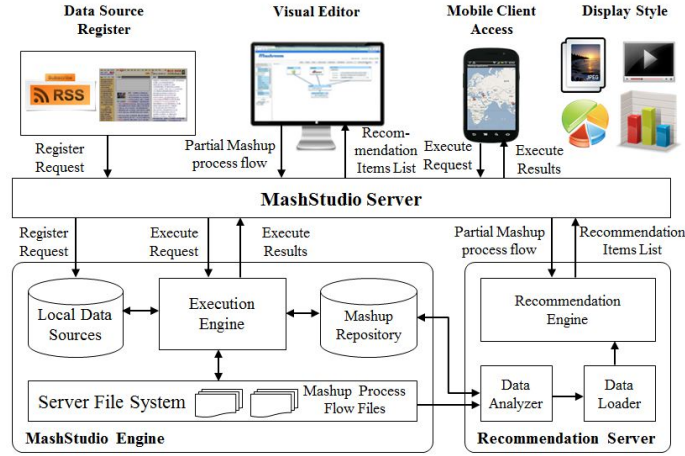 Data Source
Register
Visual Editor
Mobile Client
Access
Display Style
Subscribe
RSS
JPEG
Register
Request
Partial Mashup
process flow
Recom-
mendation
Items List
Execute
Request
Execute
Results
MashStudio Server
Register
Request
Execute
Request
Execute
Results
Partial Mashup
process flow
Recommendation
Items List
Local Data
Sources
Execution
Engine
Mashup
Repository
Recommendation
Engine
Server File System
Mashup Process
Flow Files
Data
Analyzer
Data
Loader
MashStudio Engine
Recommendation Server